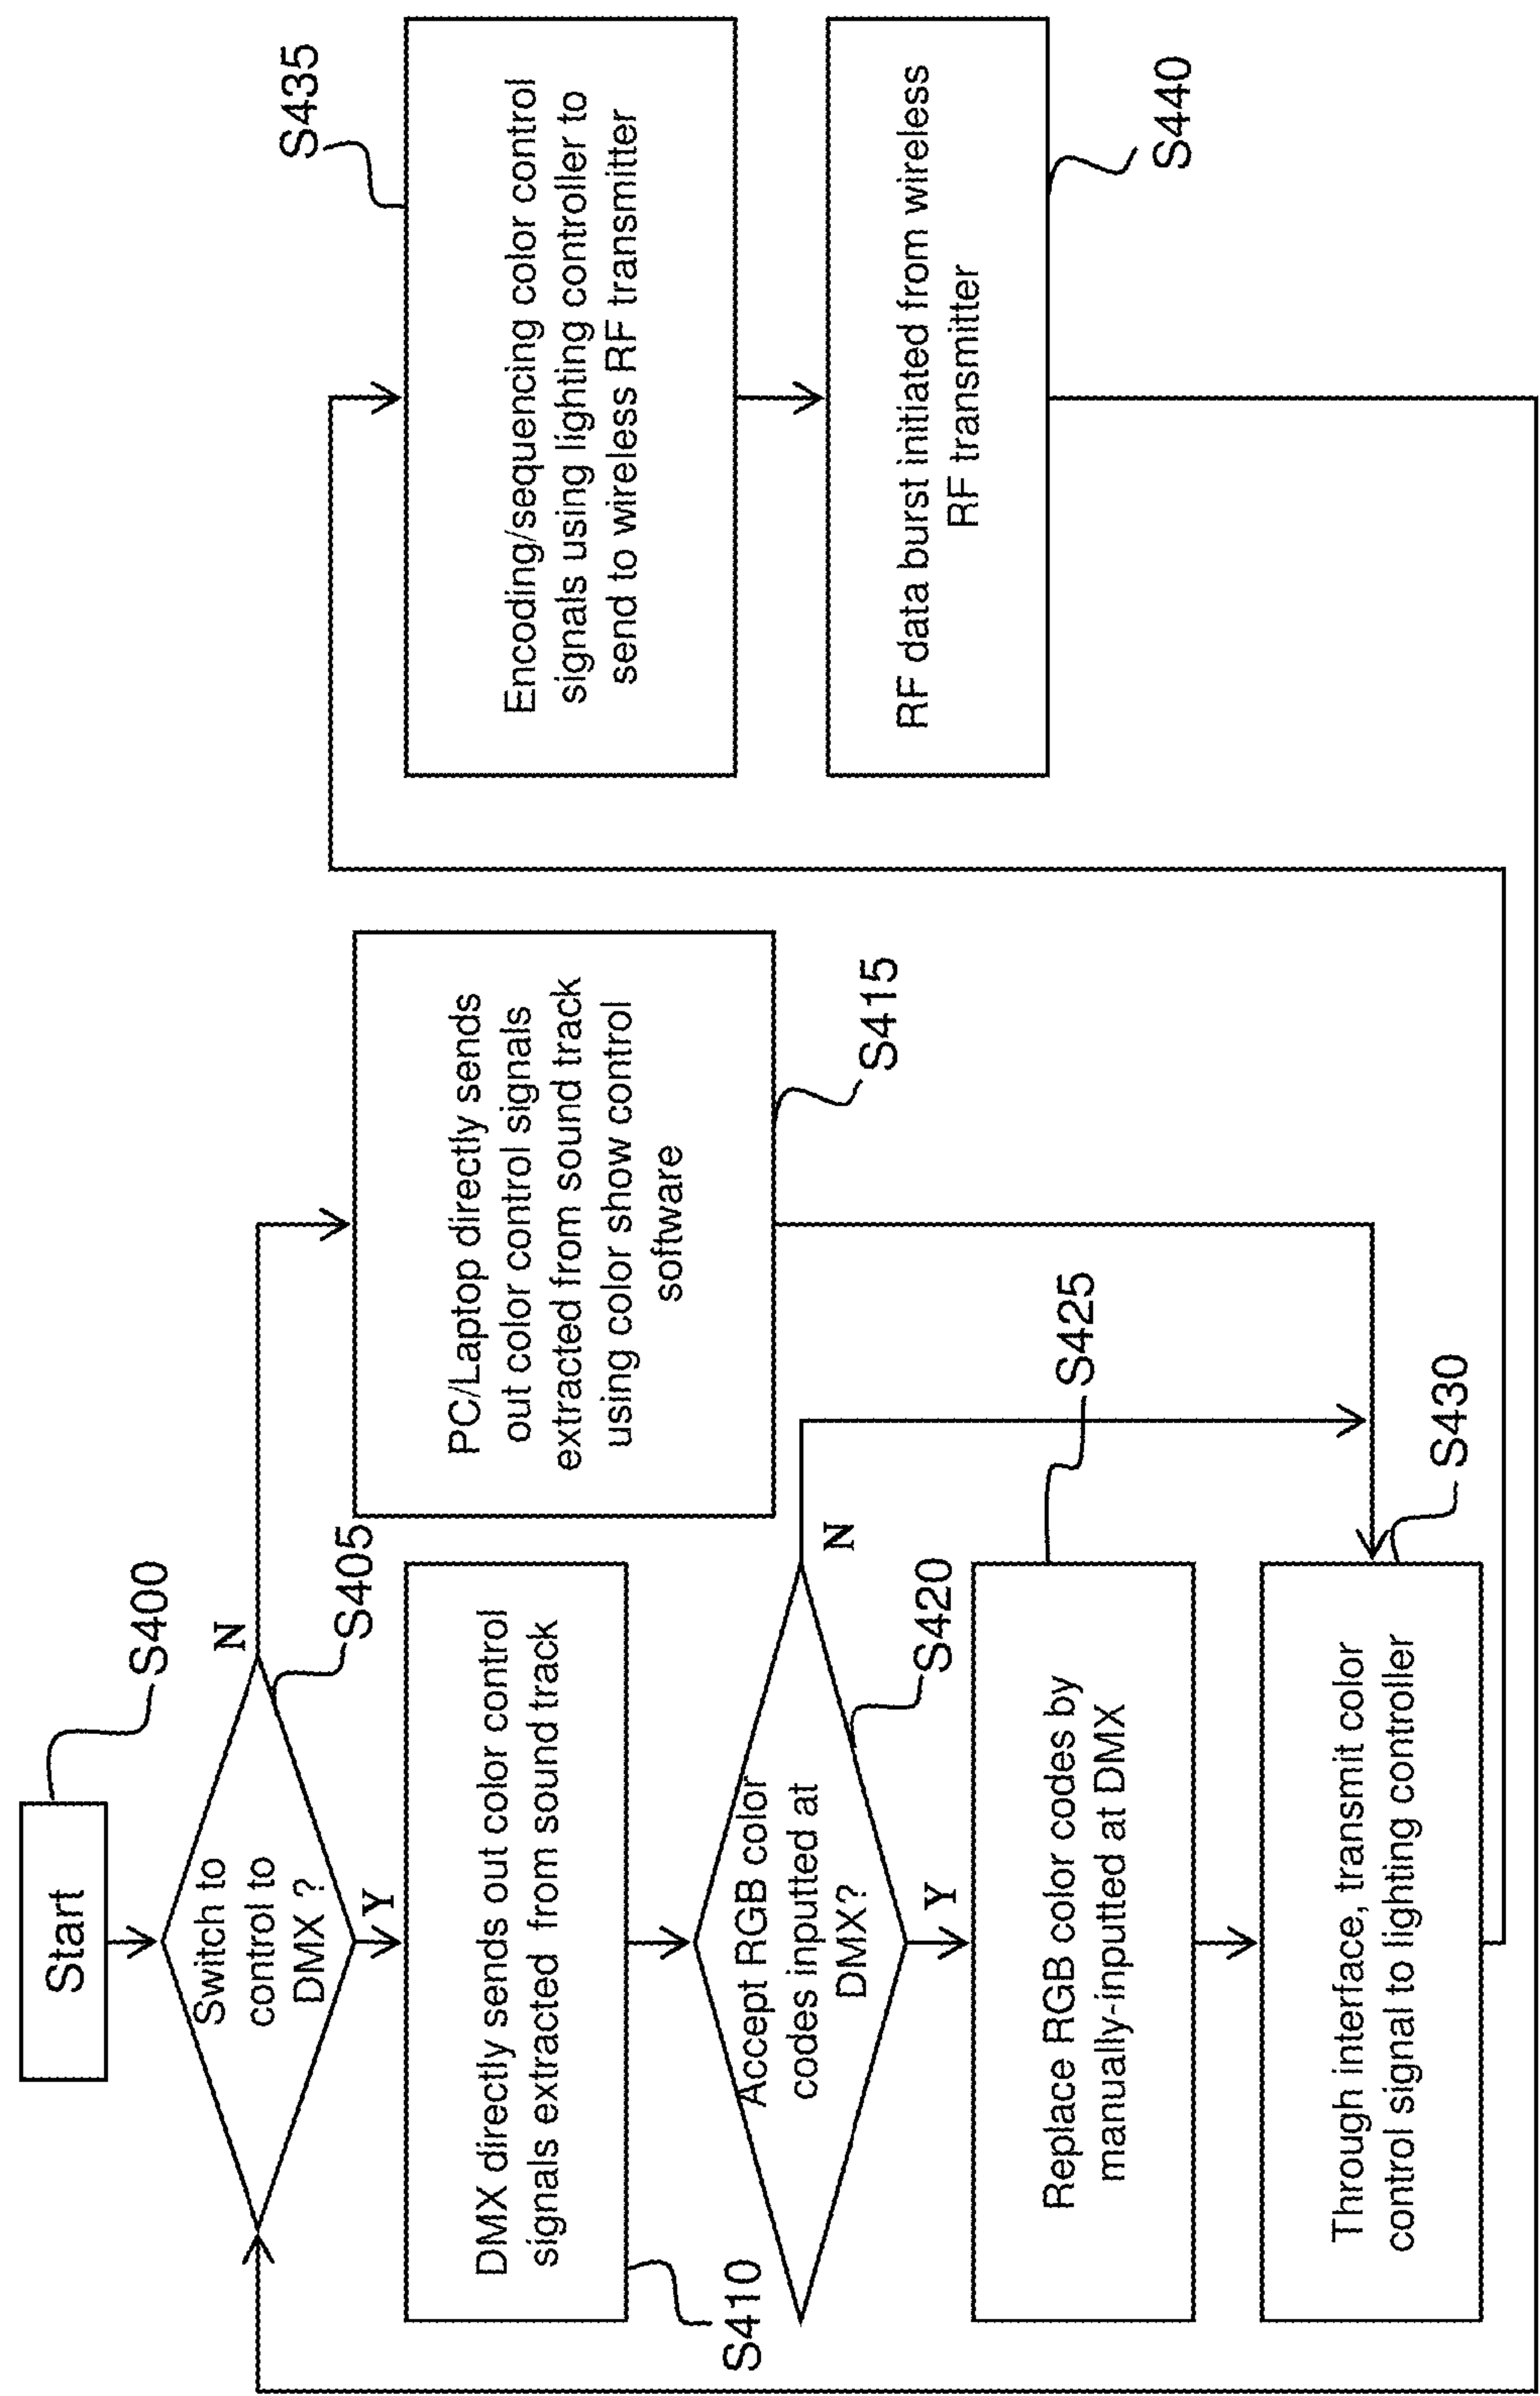 Start
S400
Switch to
control to
DMX ?
N
S405
Y
DMX directly sends out color control
signals extracted from sound track
S410
PC/Laptop directly sends
out color control signals
extracted from sound track
using color show control
software
S415
Accept RGB color
codes inputted at
DMX?
N
S420
Y
Replace RGB color codes by
manually-inputted at DMX
S425
Through interface, transmit color
control signal to lighting controller
S430
Encoding/sequencing color control
signals using lighting controller to
send to wireless RF transmitter
S435
RF data burst initiated from wireless
RF transmitter
S440